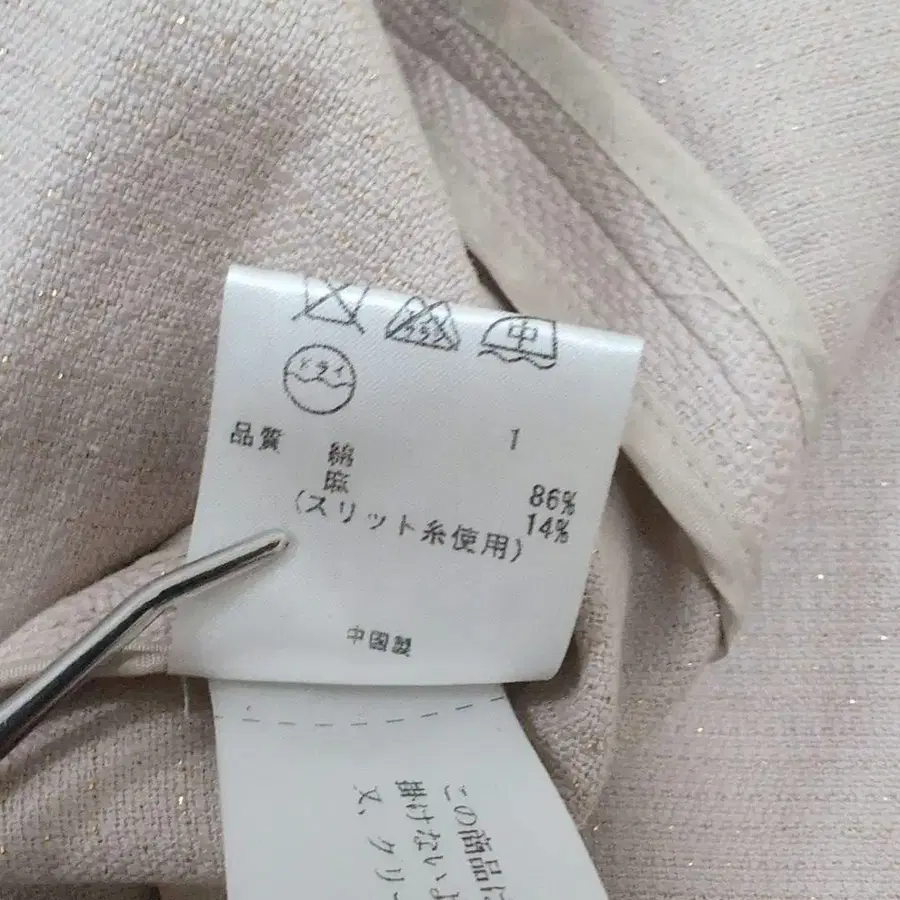 中
ドライ
品質 1
綿 86%
麻 14%
(スリット糸使用)
中国製
この商品に
掛けないよ
又、クリー